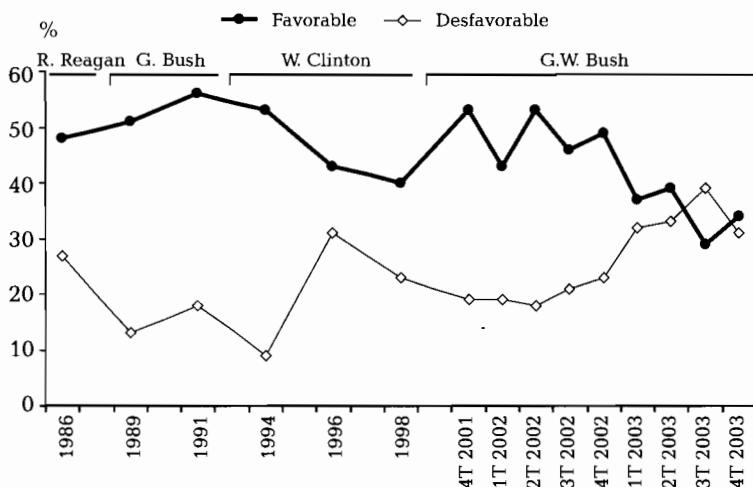 Favorable Desfavorable
%
R. Reagan G. Bush W. Clinton G.W. Bush
60
50
40
30
20
10
0
1986 1989 1991 1994 1996 1998 4T 2001 1T 2002 2T 2002 3T 2002 4T 2002 1T 2003 2T 2003 3T 2003 4T 2003